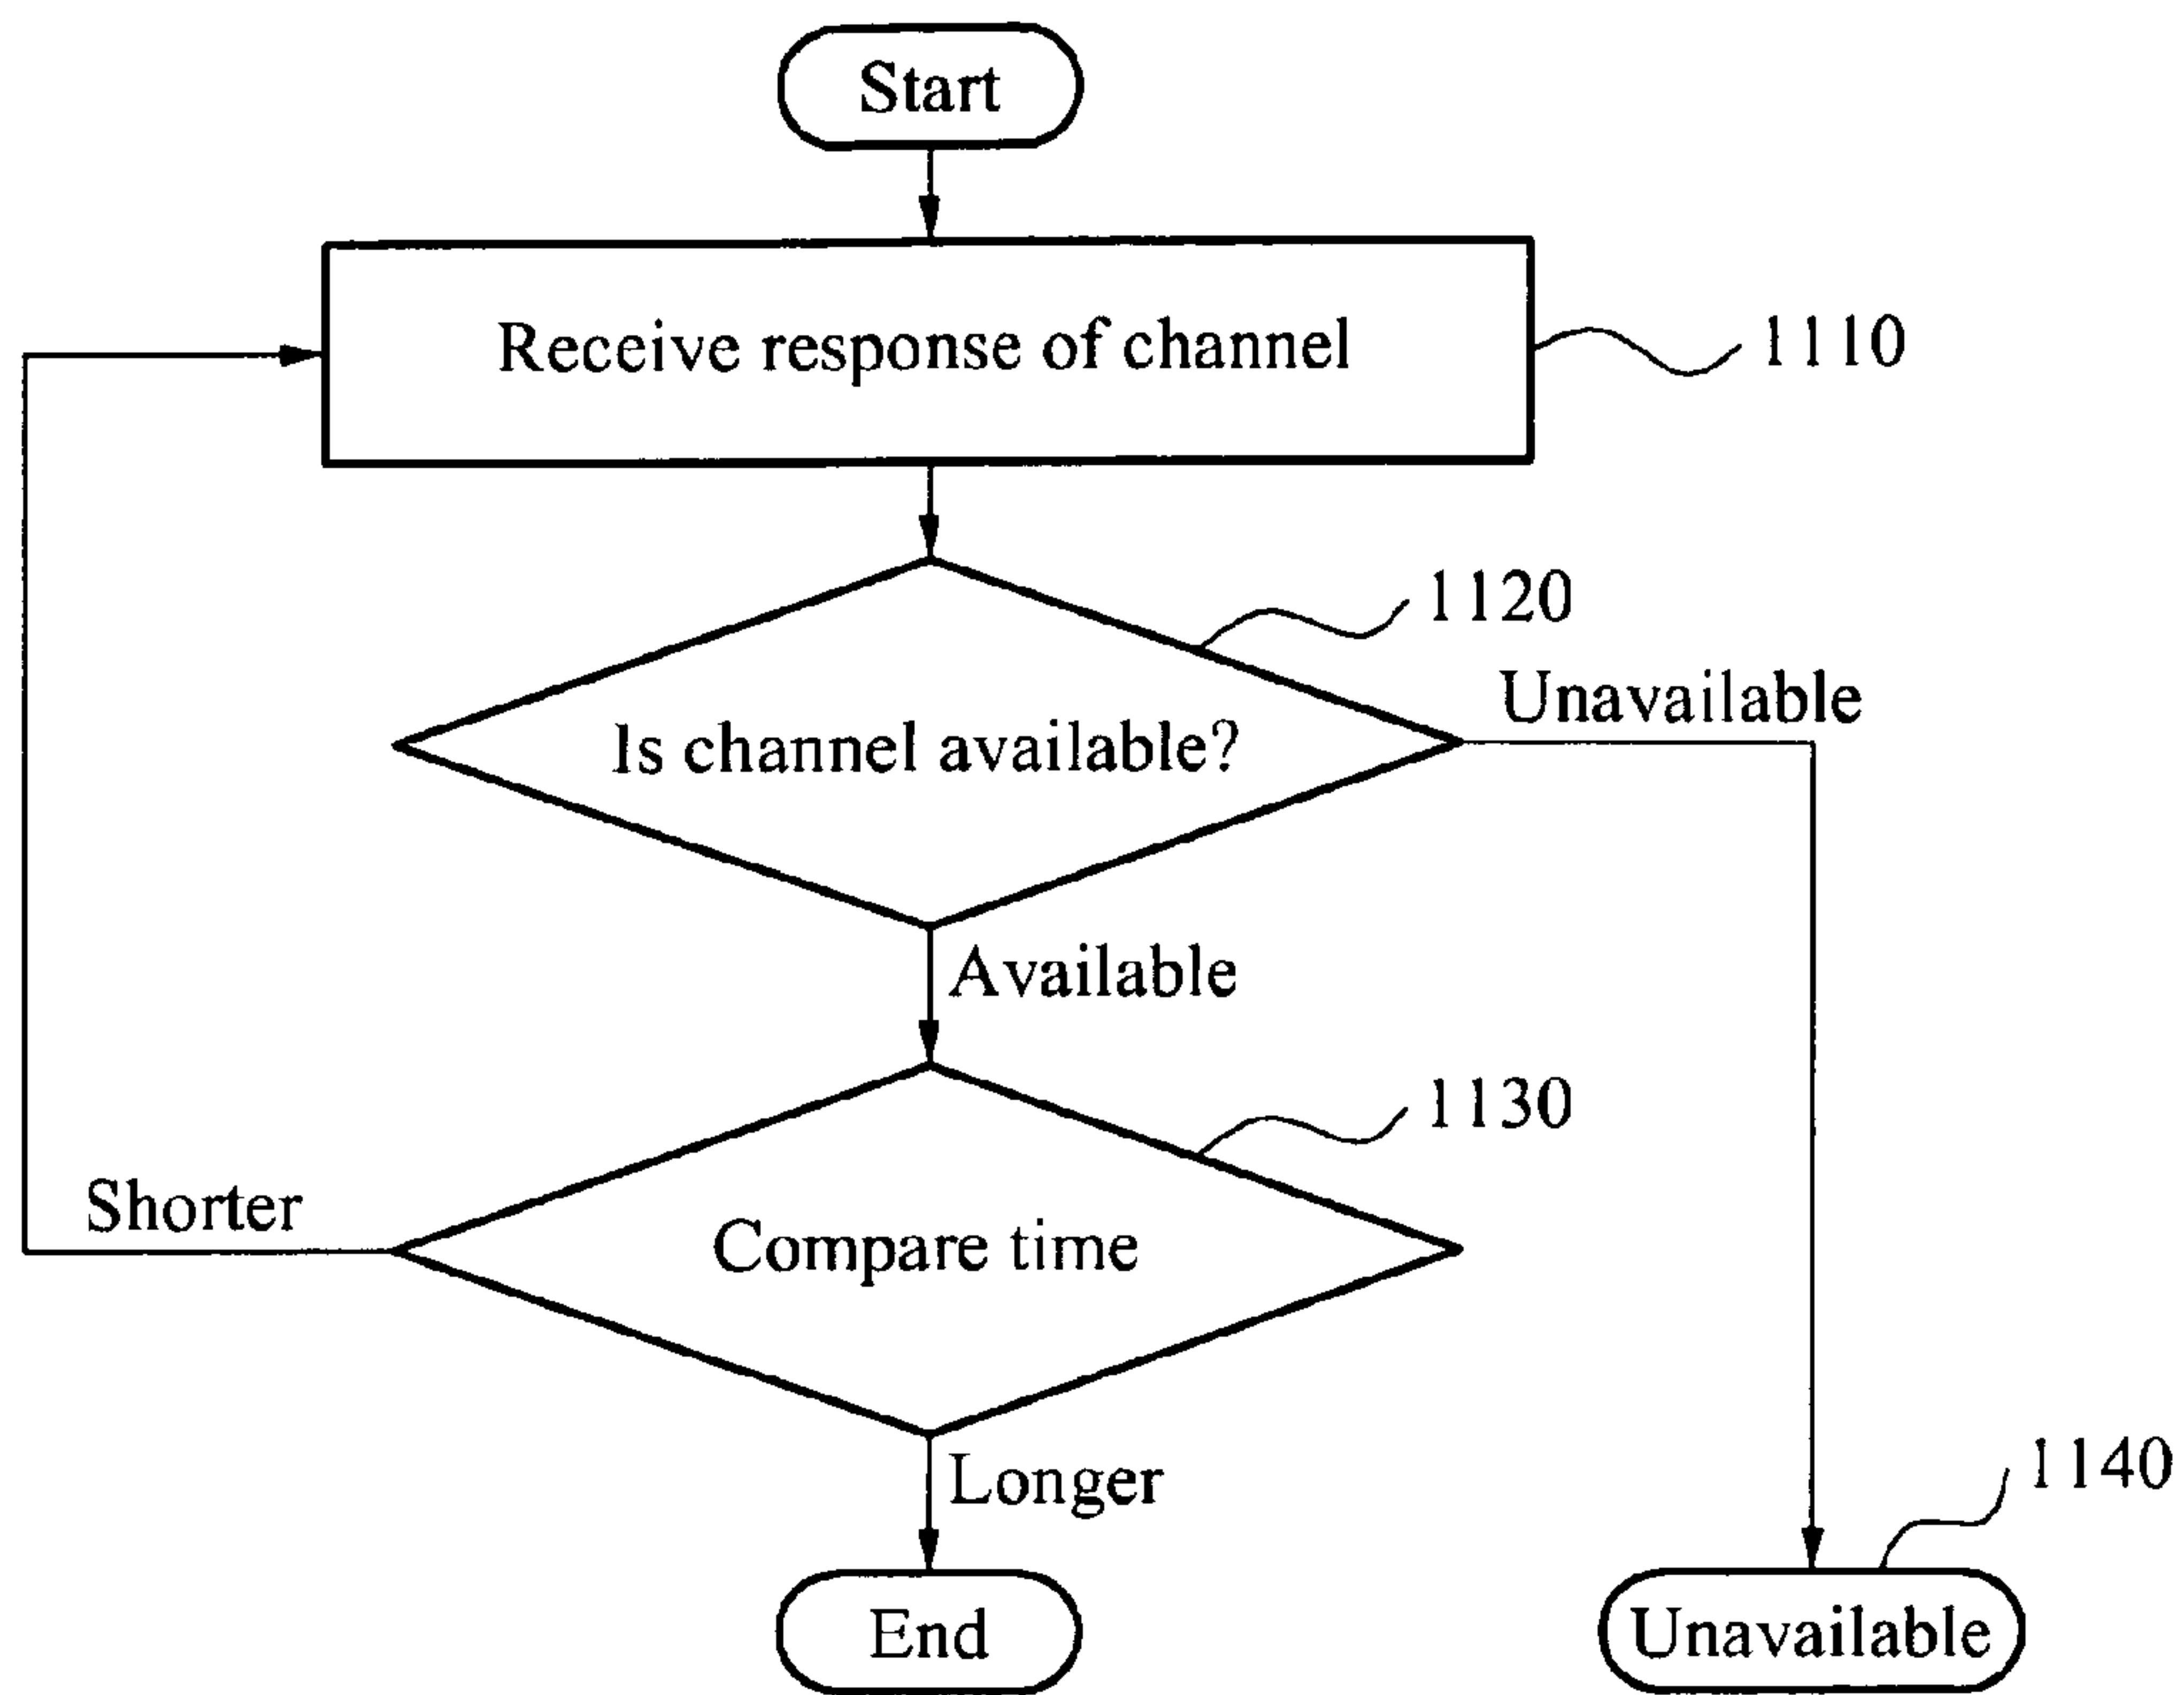 Start
Receive response of channel
1110
1120
Unavailable
Is channel available?
Available
1130
Shorter
Compare time
Longer
1140
End
Unavailable